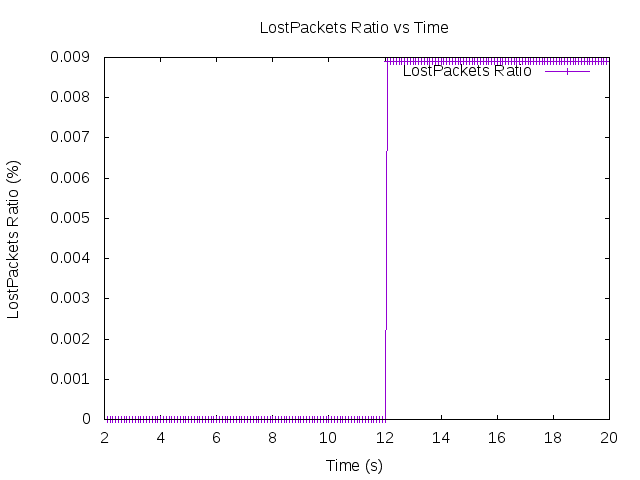 LostPackets Ratio vs Time
LostPackets Ratio
LostPackets Ratio (%)
0.009
0.008
0.007
0.006
0.005
0.004
0.003
0.002
0.001
0
2 4 6 8 10 12 14 16 18 20
Time (s)